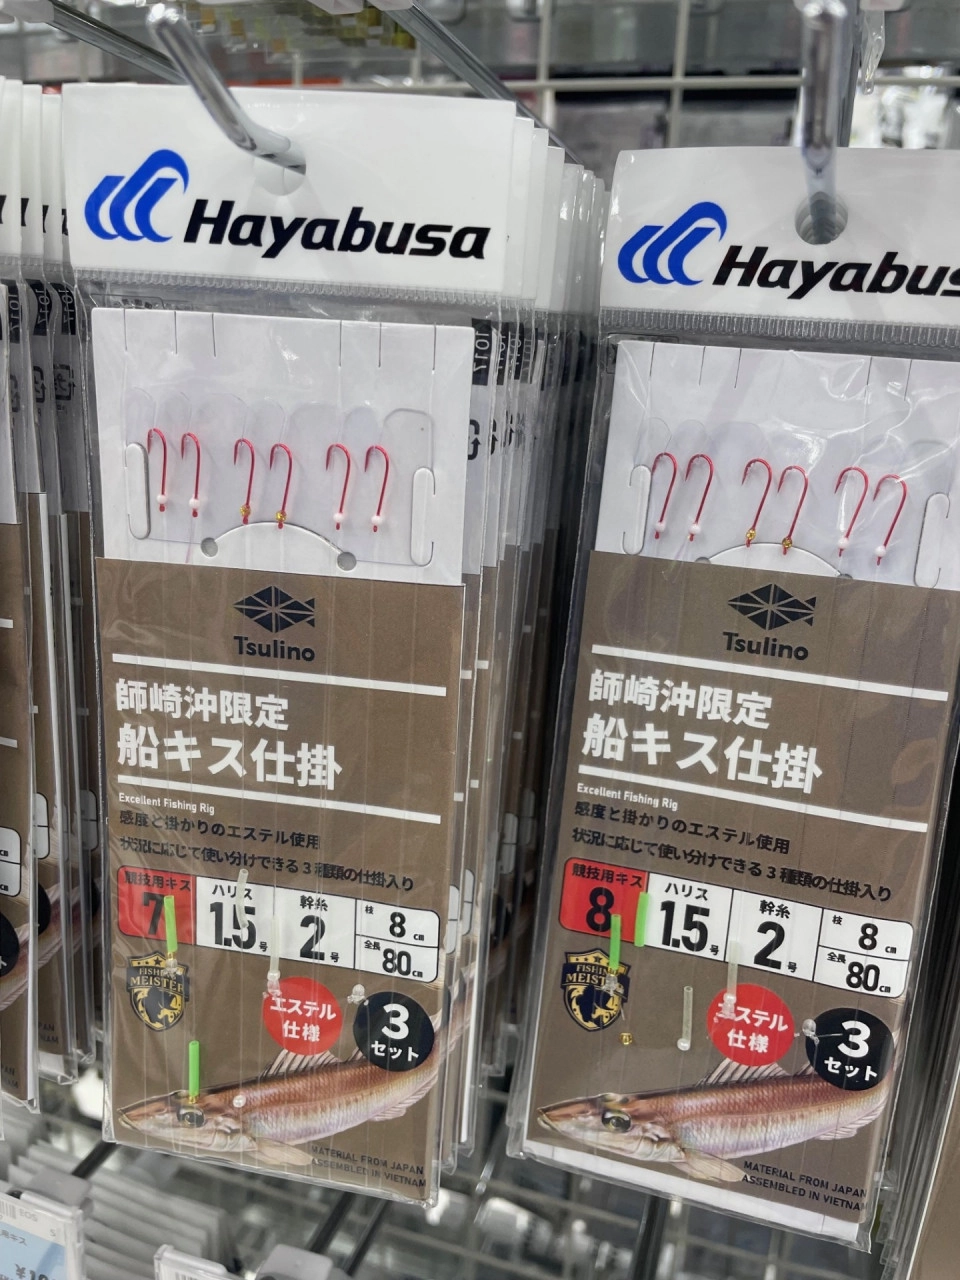 Hayabusa
Tsulino
師崎沖限定
船キス仕掛
Excellent Fishing Rig
感度と掛かりのエステル使用
状況に応じて使い分けできる3種類の仕掛入り
競技用キス
7
ハリス
1.5号
幹糸
2号
枝
8cm
全長
80cm
FISHING
MEISTER
エステル
仕様
3
セット
MATERIAL FROM JAPAN
ASSEMBLED IN VIETNAM
Hayabus
Tsulino
師崎沖限定
船キス仕掛
Excellent Fishing Rig
感度と掛かりのエステル使用
状況に応じて使い分けできる3種類の仕掛入り
競技用キス
8
ハリス
1.5号
幹糸
2号
枝
8cm
全長
80cm
FISHING
MEISTER
エステル
仕様
3
セット
MATERIAL FROM JAPAN
ASSEMBLED IN VIETNAM